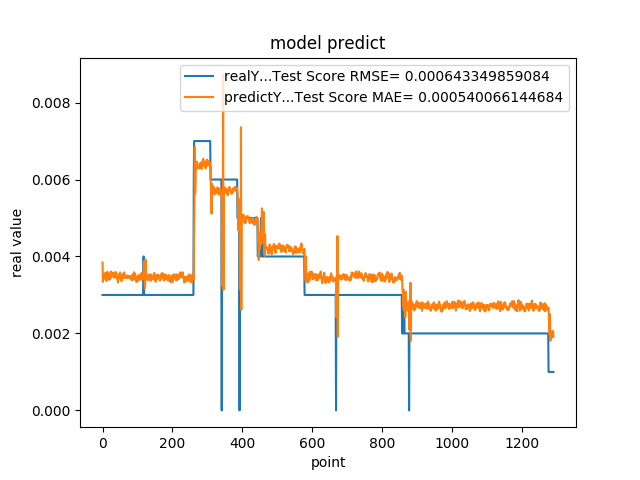 model predict
realY...Test Score RMSE= 0.000643349859084
predictY...Test Score MAE= 0.000540066144684
real value
0.008
0.006
0.004
0.002
0.000
0 200 400 600 800 1000 1200
point